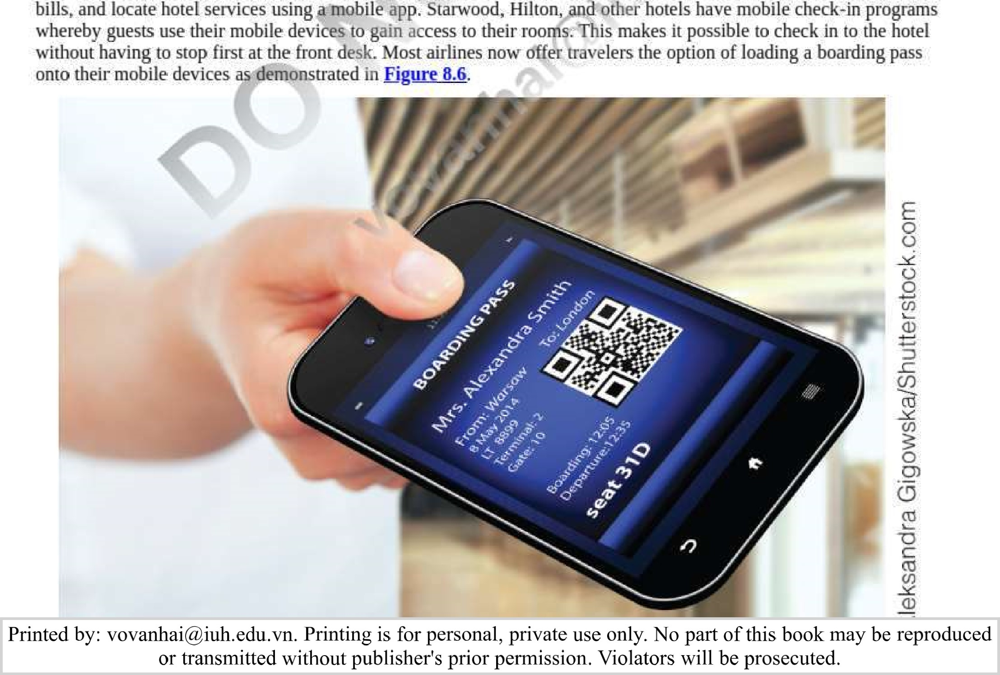 bills, and locate hotel services using a mobile app. Starwood, Hilton, and other hotels have mobile check-in programs
whereby guests use their mobile devices to gain access to their rooms. This makes it possible to check in to the hotel
without having to stop first at the front desk. Most airlines now offer travelers the option of loading a boarding pass
onto their mobile devices as demonstrated in Figure 8.6.
DO
BOARDING PASS
Mrs. Alexandra Smith
From: Warsaw
To: London
8 May 2014
LT 8899
Terminal: 2
Gate: 10
Boarding: 12:05
Departure:12:35
seat 31D
leksandra Gigowska/Shutterstock.com
Printed by: vovanhai@iuh.edu.vn. Printing is for personal, private use only. No part of this book may be reproduced
or transmitted without publisher's prior permission. Violators will be prosecuted.